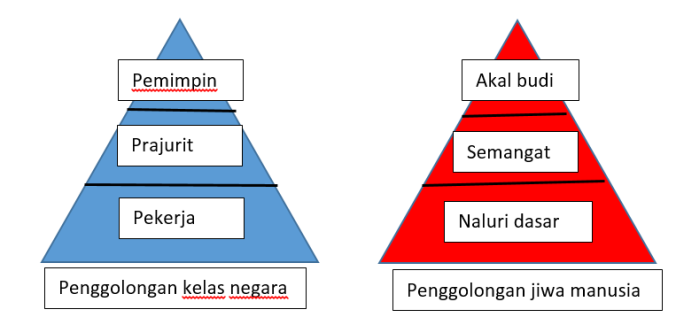 Pemimpin
Prajurit
Pekerja
Penggolongan kelas negara
Akal budi
Semangat
Naluri dasar
Penggolongan jiwa manusia